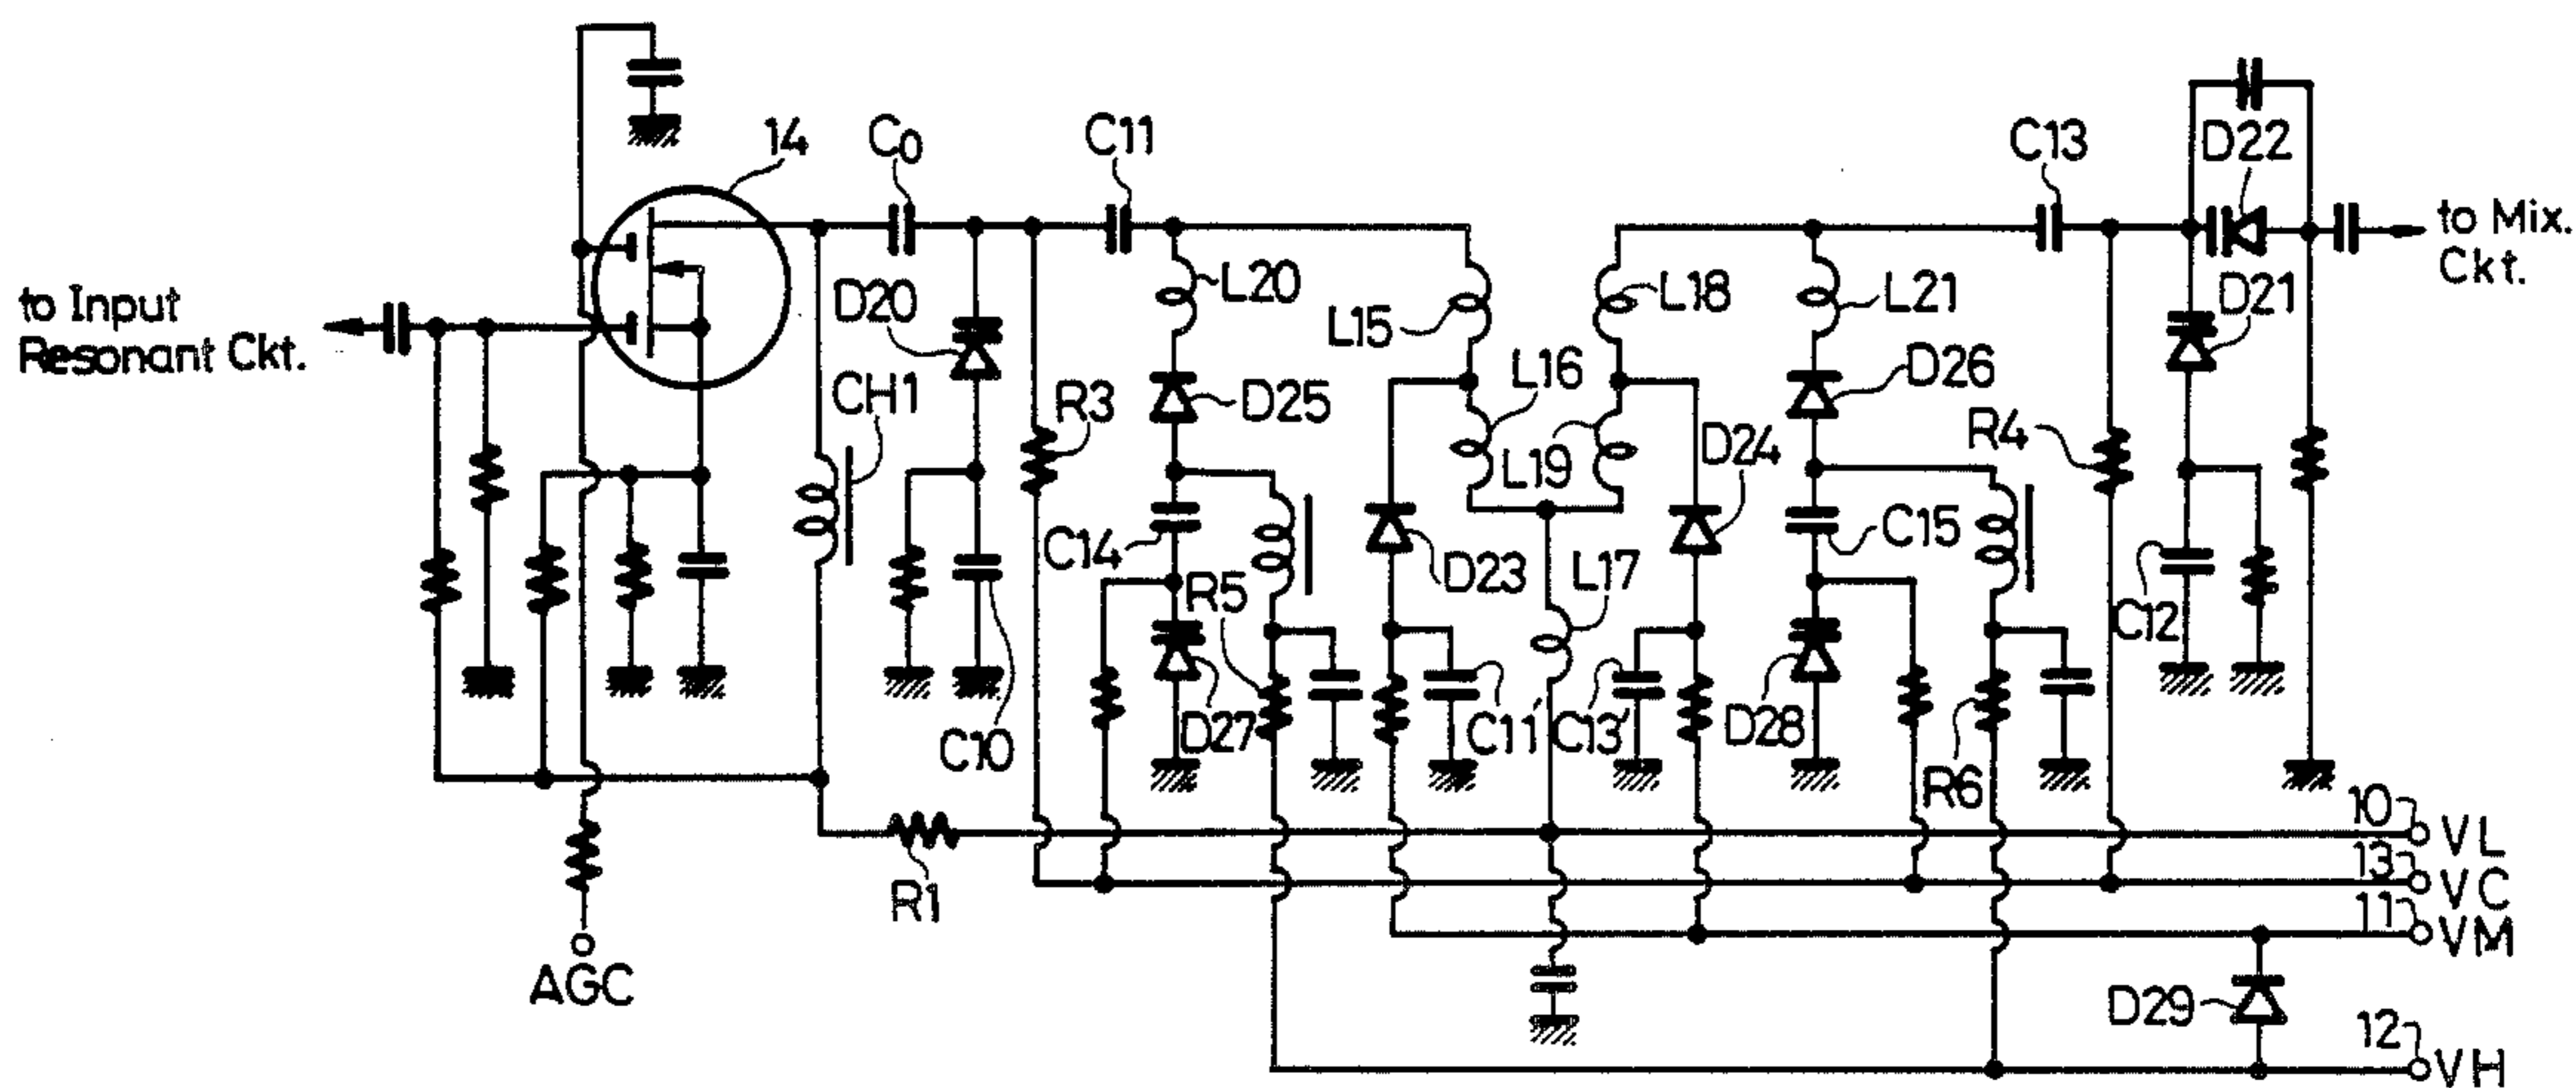 14
C0
C11
C13
D22
to Mix.
Ckt.
to Input
Resonant Ckt.
D20
L20
L15
L18
L21
D21
CH1
R3
D25
L16
D26
R4
L19
D24
C14
R5
D23
L17
C15
C12
C10
D27
C11'
C13'
D28
R6
10
VL
R1
13
VC
11
VM
AGC
D29
12
VH